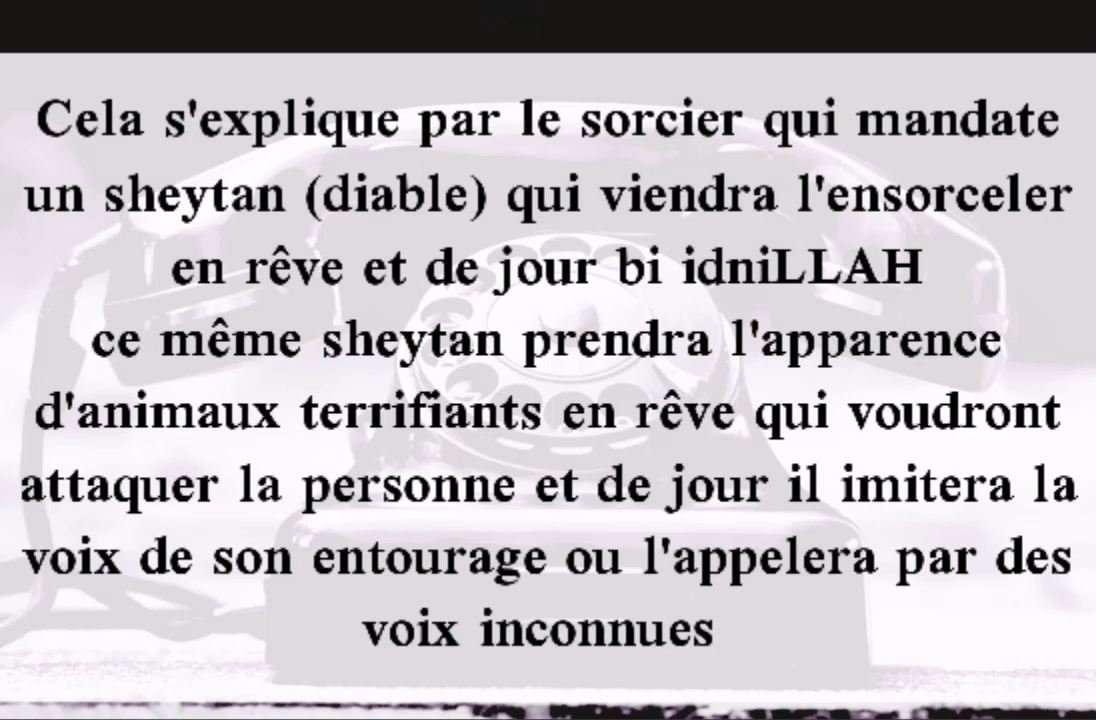 Cela s'explique par le sorcier qui mandate
un sheytan (diable) qui viendra l'ensorceler
en rêve et de jour bi idniLLAH
ce même sheytan prendra l'apparence
d'animaux terrifiants en rêve qui voudront
attaquer la personne et de jour il imitera la
voix de son entourage ou l'appelera par des
voix inconnues